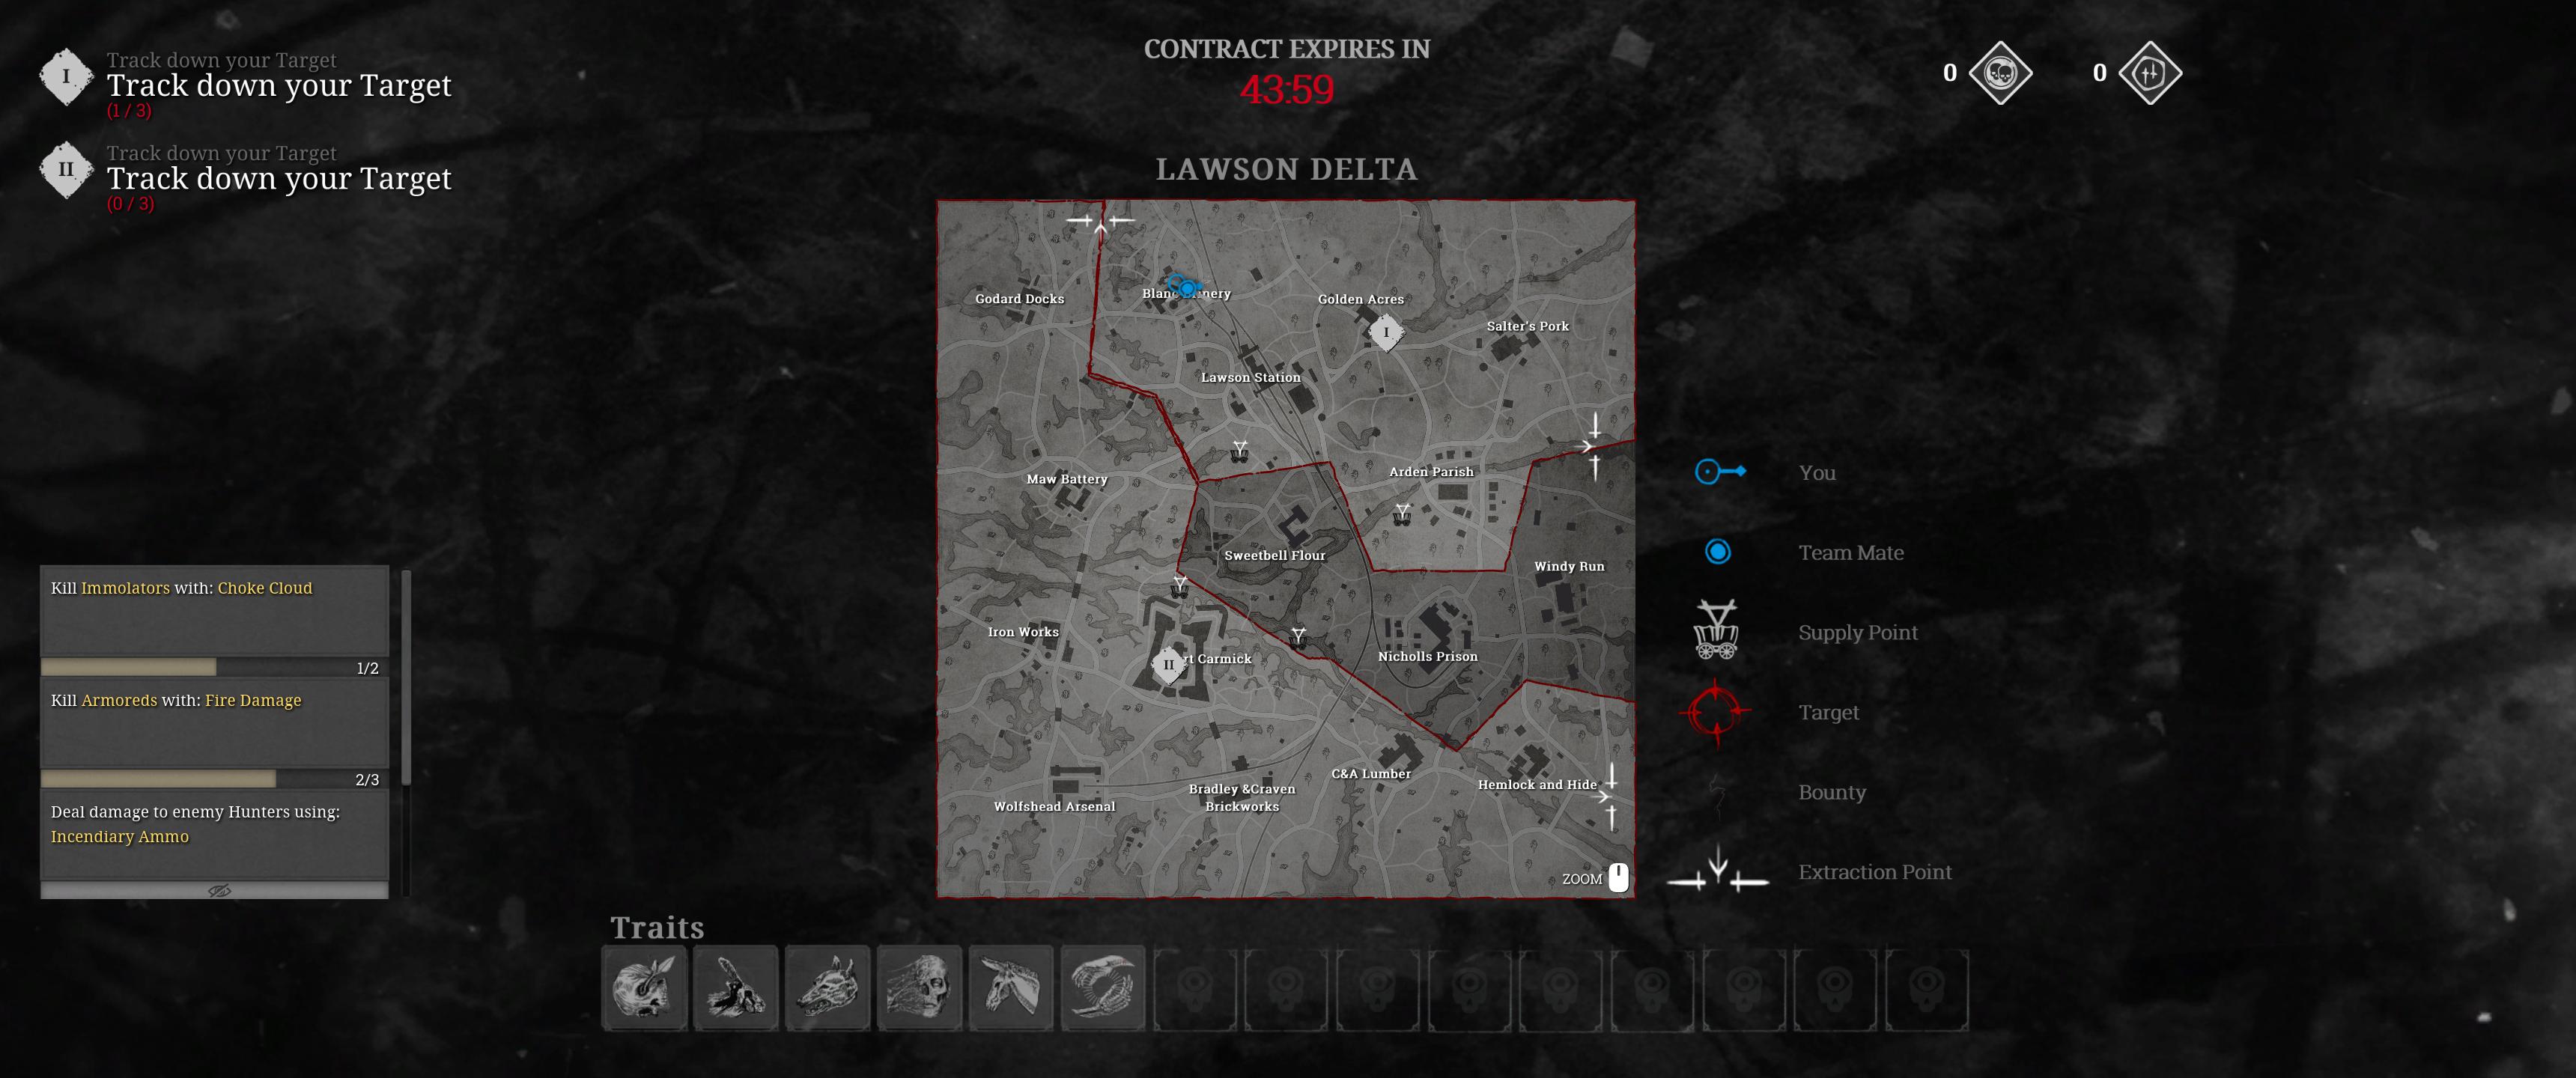 CONTRACT EXPIRES IN
43:59
I
Track down your Target
Track down your Target
(1 / 3)
II
Track down your Target
Track down your Target
(0 / 3)
0
0
LAWSON DELTA
Godard Docks
Golden Acres
I
Salter's Pork
Lawson Station
Maw Battery
Arden Parish
Sweetbell Flour
Windy Run
Iron Works
II
Carmick
Nicholls Prison
C&A Lumber
Hemlock and Hide
Bradley &Craven
Brickworks
Wolfshead Arsenal
ZOOM
You
Team Mate
Supply Point
Target
Bounty
Extraction Point
Kill Immolators with: Choke Cloud
1/2
Kill Armoreds with: Fire Damage
2/3
Deal damage to enemy Hunters using:
Incendiary Ammo
Traits